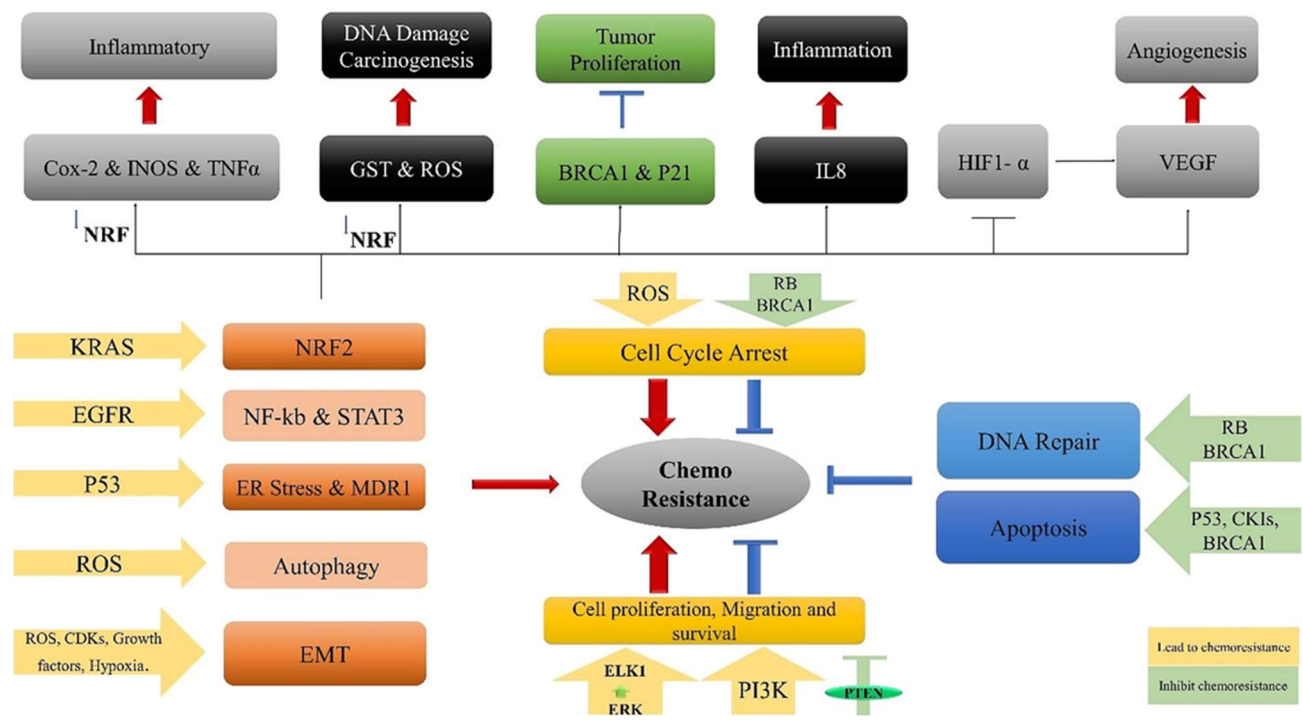 Inflammatory
DNA Damage
Carcinogenesis
Tumor
Proliferation
Inflammation
Angiogenesis
Cox-2 & INOS & TNFα
GST & ROS
BRCA1 & P21
IL8
HIF1- α
VEGF
NRF
NRF
ROS
RB
BRCA1
KRAS
NRF2
Cell Cycle Arrest
EGFR
NF-kb & STAT3
DNA Repair
RB
BRCA1
P53
ER Stress & MDR1
Chemo
Resistance
Apoptosis
P53, CKIs,
BRCA1
ROS
Autophagy
Cell proliferation, Migration and
survival
ROS, CDKs, Growth
factors, Hypoxia.
EMT
ELK1
ERK
PI3K
PTEN
Lead to chemoresistance
Inhibit chemoresistance